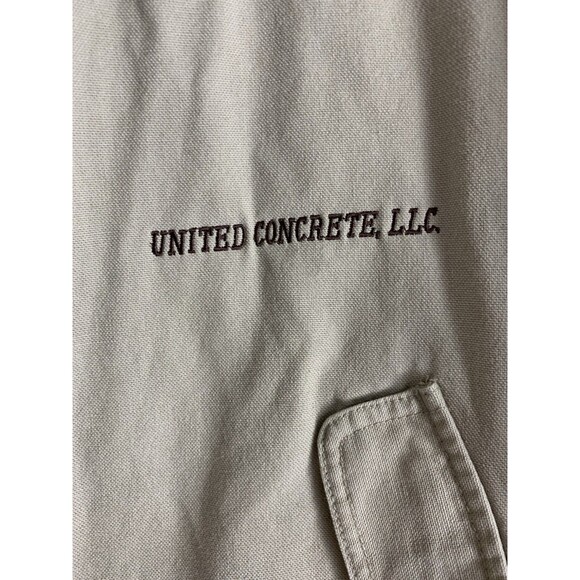 UNITED CONCRETE, LLC.